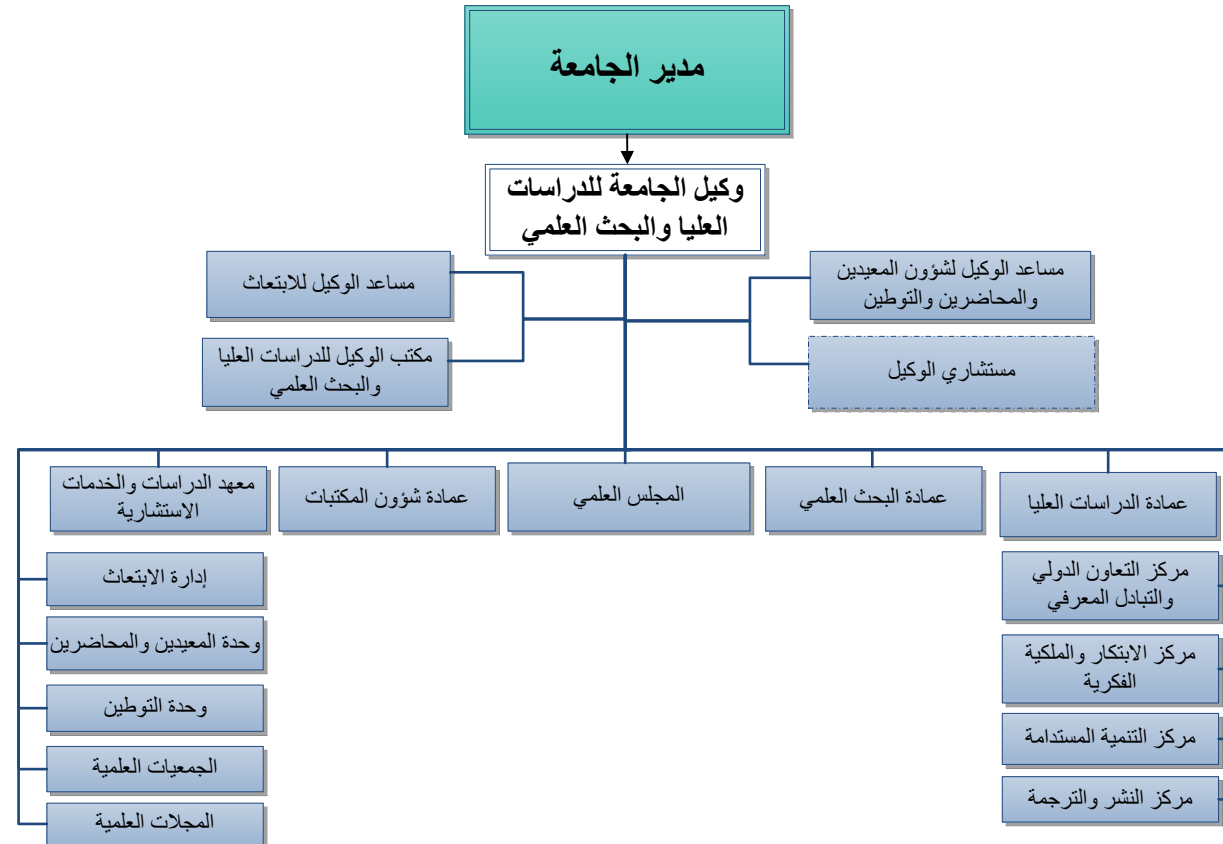 مدير الجامعة
وكيل الجامعة للدراسات
العليا والبحث العلمي
مساعد الوكيل لشؤون المعيدين
والمحاضرين والتوطين
مساعد الوكيل للابتعاث
مستشاري الوكيل
مكتب الوكيل للدراسات العليا
والبحث العلمي
عمادة الدراسات العليا
عمادة البحث العلمي
المجلس العلمي
عمادة شؤون المكتبات
معهد الدراسات والخدمات
الاستشارية
مركز التعاون الدولي
والتبادل المعرفي
مركز الابتكار والملكية
الفكرية
مركز التنمية المستدامة
مركز النشر والترجمة
إدارة الابتعاث
وحدة المعيدين والمحاضرين
وحدة التوطين
الجمعيات العلمية
المجلات العلمية